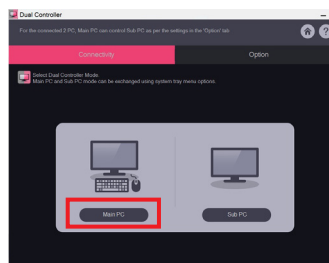 Dual Controller
For the connected 2 PC, Main PC can control Sub PC as per the settings in the 'Option' tab
Connectivity
Option
Select Dual Controller Mode.
Main PC and Sub PC mode can be exchanged using system tray menu options.
Main PC
Sub PC